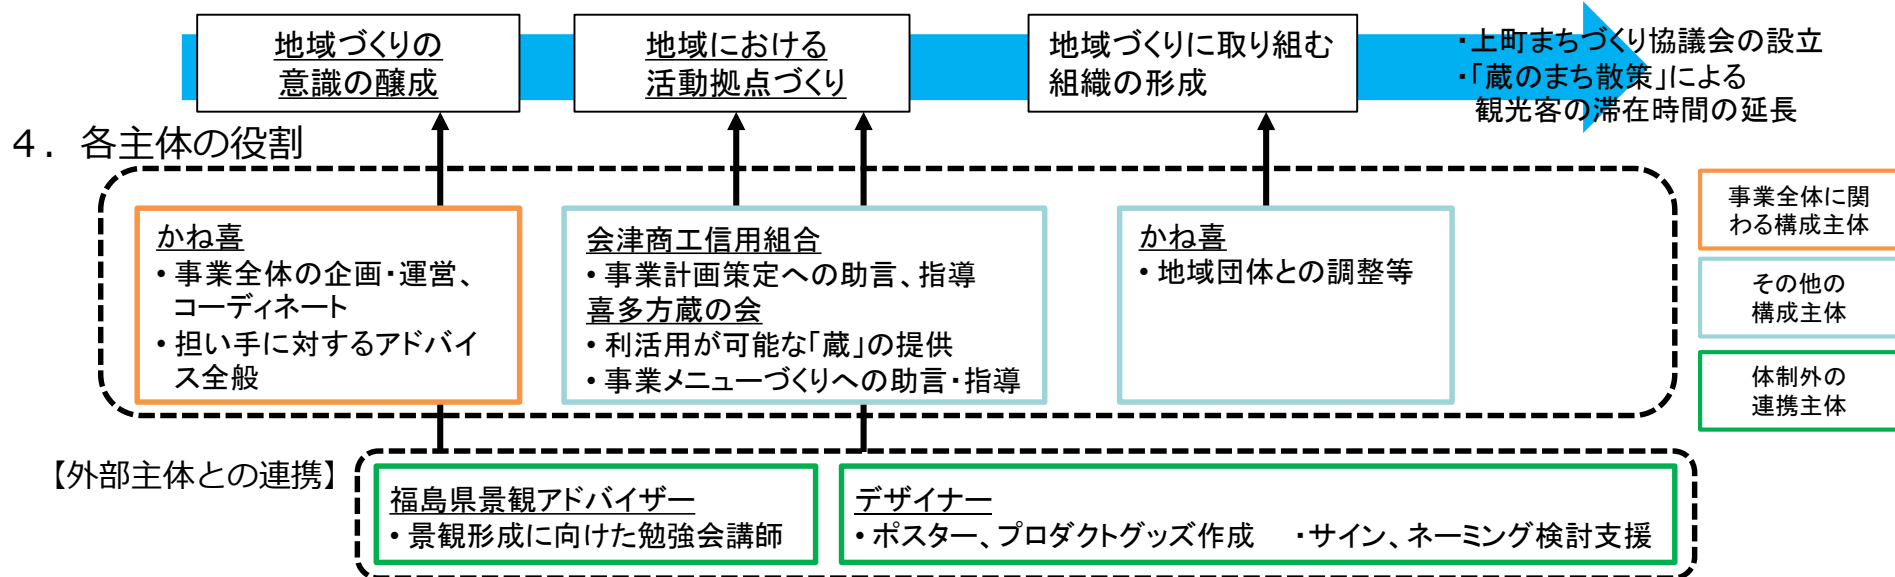 地域づくりの
意識の醸成
地域における
活動拠点づくり
地域づくりに取り組む
組織の形成
・上町まちづくり協議会の設立
・「蔵のまち散策」による
観光客の滞在時間の延長
４．各主体の役割
かね喜
• 事業全体の企画・運営、
コーディネート
• 担い手に対するアドバイ
ス全般
会津商工信用組合
• 事業計画策定への助言、指導
喜多方蔵の会
• 利活用が可能な「蔵」の提供
• 事業メニューづくりへの助言・指導
かね喜
• 地域団体との調整等
事業全体に関
わる構成主体
その他の
構成主体
体制外の
連携主体
【外部主体との連携】
福島県景観アドバイザー
• 景観形成に向けた勉強会講師
デザイナー
• ポスター、プロダクトグッズ作成　・サイン、ネーミング検討支援